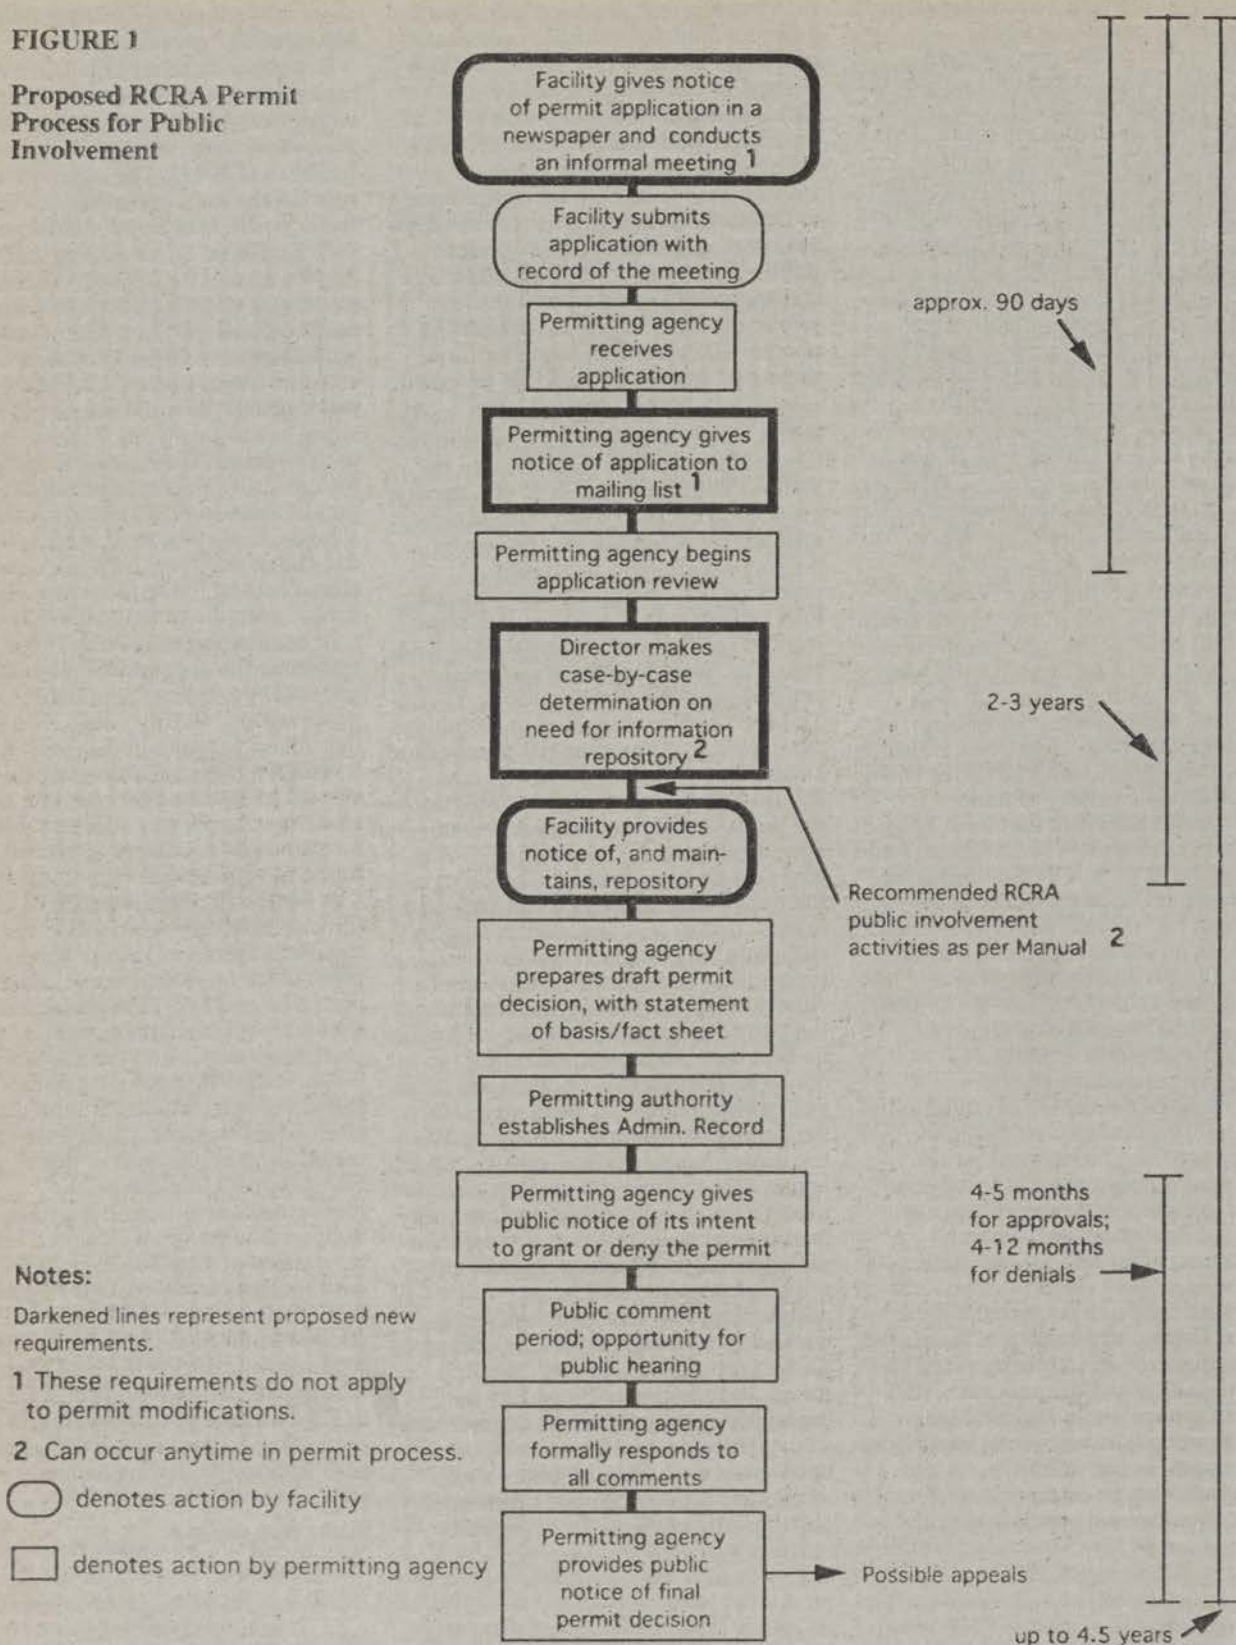 FIGURE 1
Proposed RCRA Permit
Process for Public
Involvement
Facility gives notice
of permit application in a
newspaper and conducts
an informal meeting 1
Facility submits
application with
record of the meeting
Permitting agency
receives
application
Permitting agency gives
notice of application to
mailing list 1
Permitting agency begins
application review
Director makes
case-by-case
determination on
need for information
repository 2
Facility provides
notice of, and main-
tains, repository
Permitting agency
prepares draft permit
decision, with statement
of basis/fact sheet
Permitting authority
establishes Admin. Record
Permitting agency gives
public notice of its intent
to grant or deny the permit
Public comment
period; opportunity for
public hearing
Permitting agency
formally responds to
all comments
Permitting agency
provides public
notice of final
permit decision
Possible appeals
approx. 90 days
2-3 years
Recommended RCRA
public involvement
activities as per Manual 2
4-5 months
for approvals;
4-12 months
for denials
up to 4.5 years
Notes:
Darkened lines represent proposed new
requirements.
1 These requirements do not apply
to permit modifications.
2 Can occur anytime in permit process.
denotes action by facility
denotes action by permitting agency